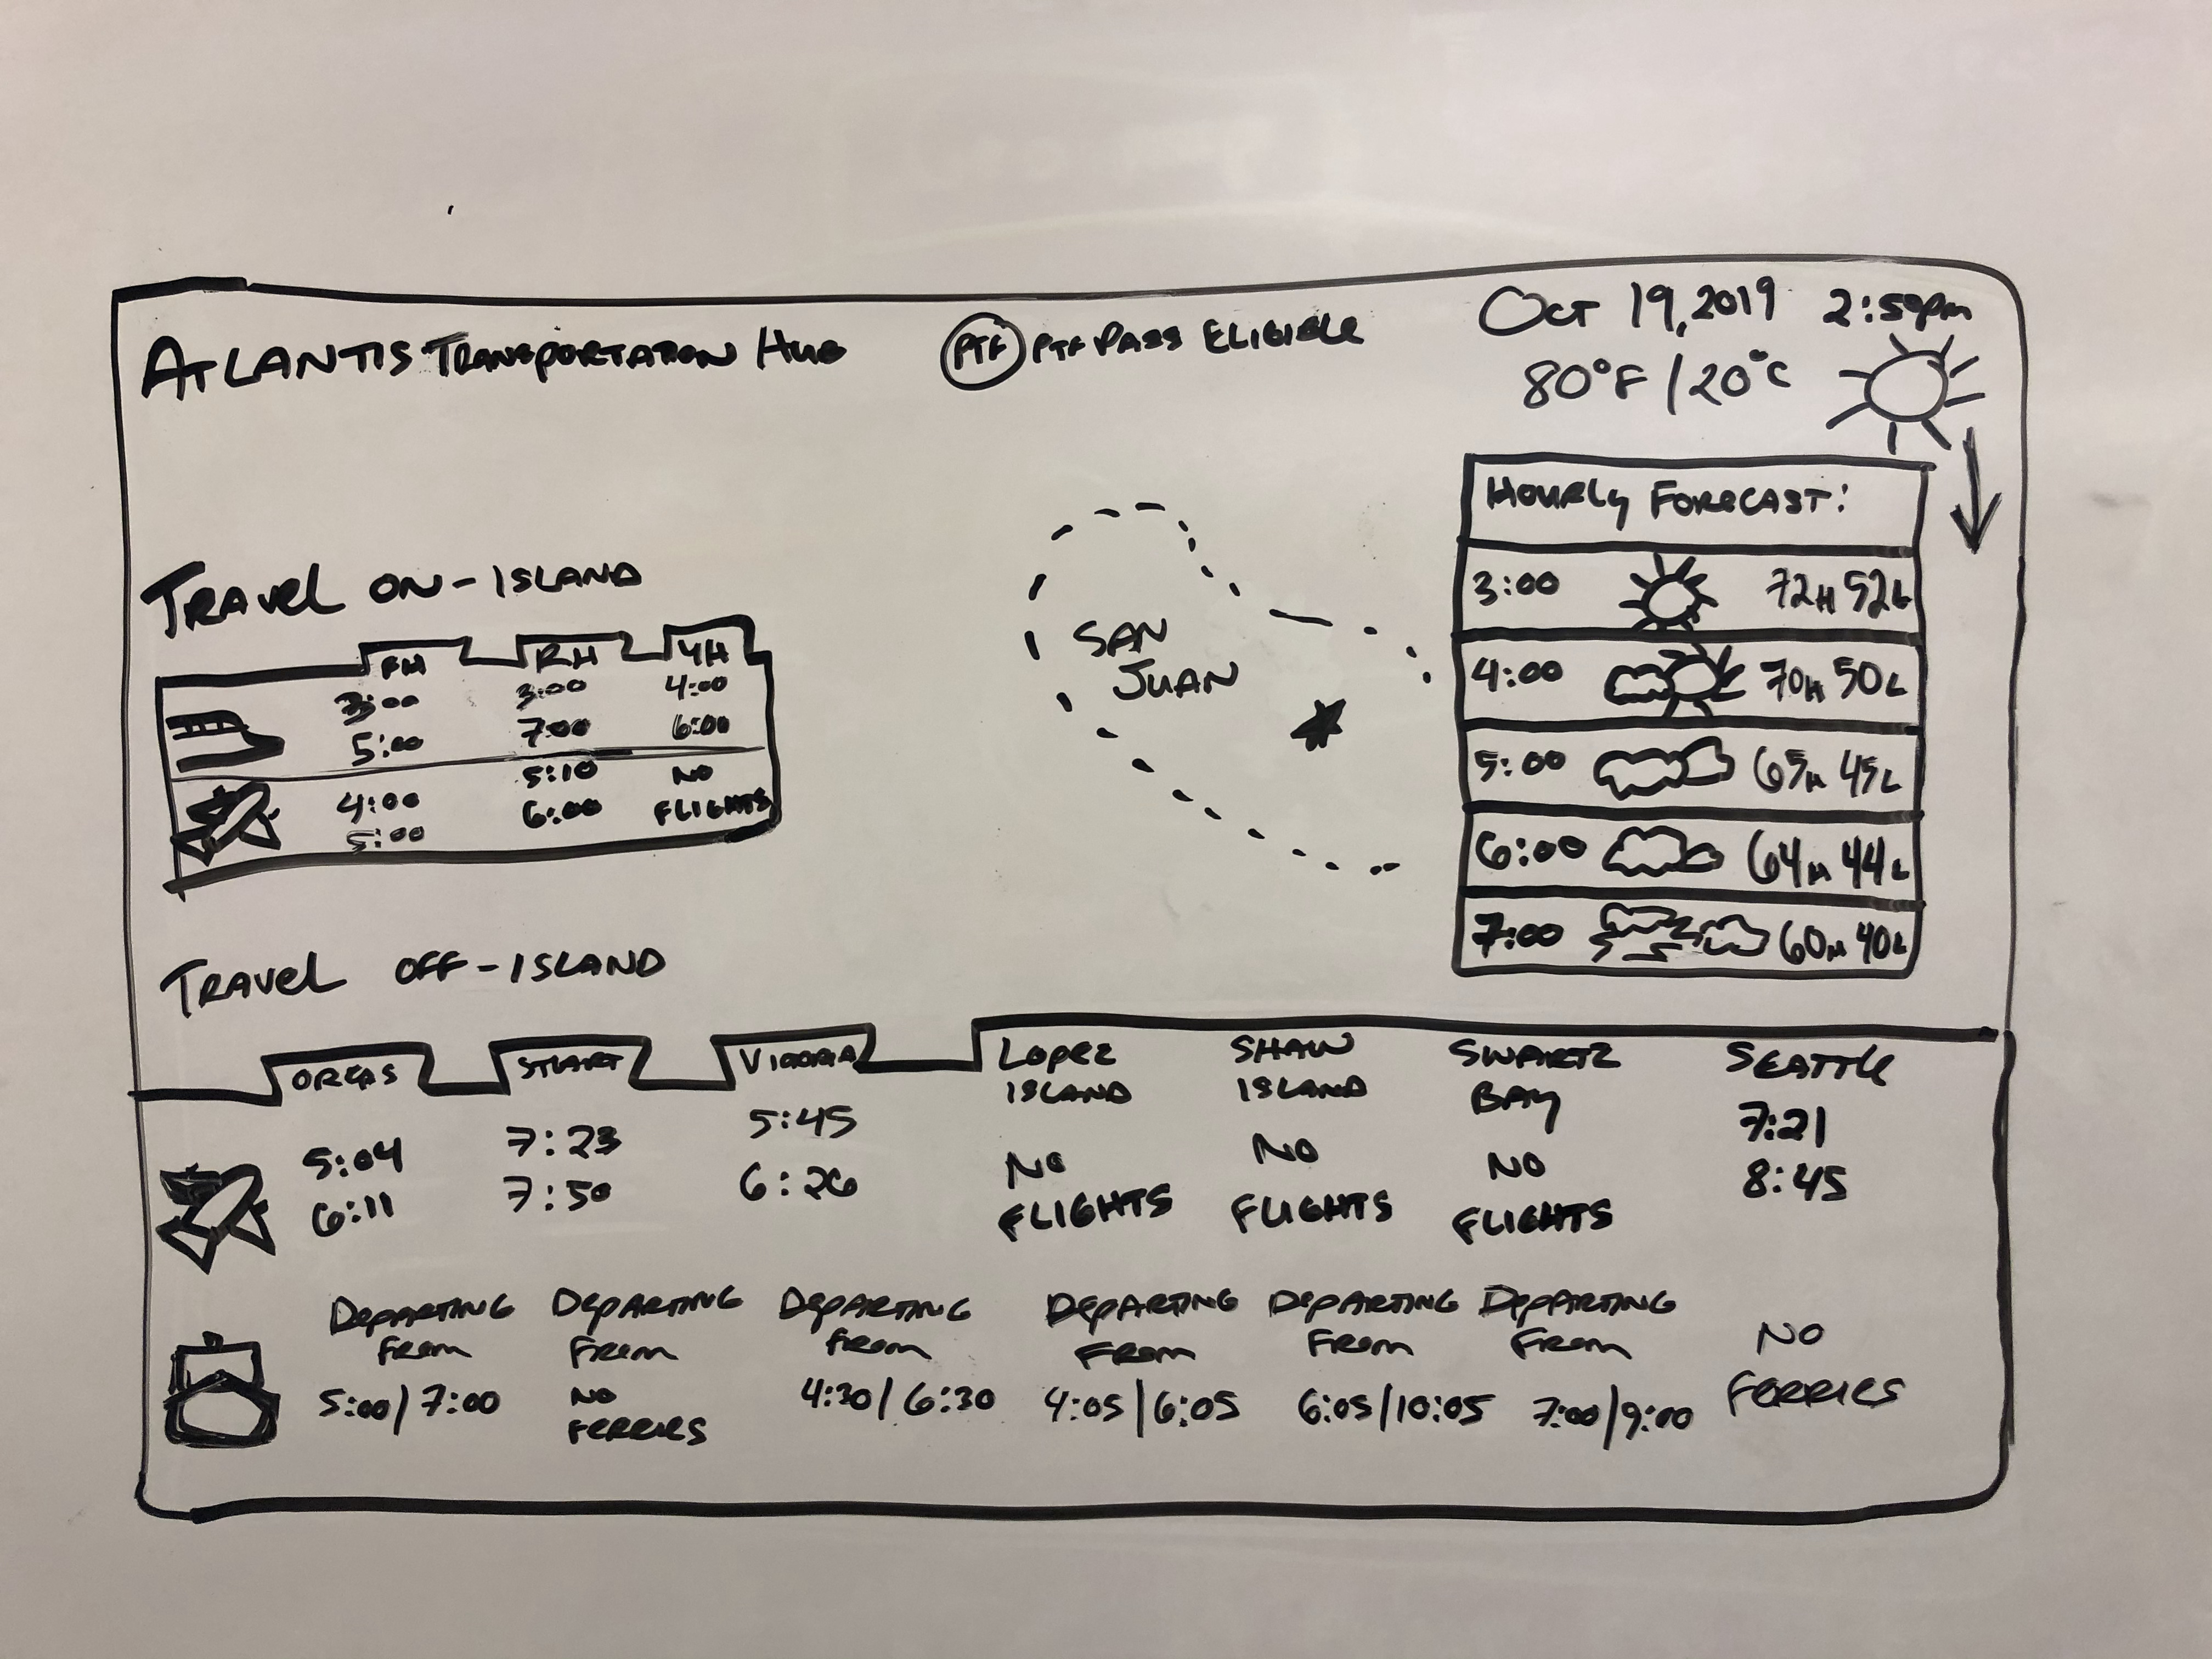 ATLANTIS TRANSPORTATION HUB
PTF PTF PASS ELIGIBLE
OCT 19, 2019 2:50pm
80°F / 20°C
HOURLY FORECAST:
3:00 72H 52L
4:00 70H 50L
5:00 65H 45L
6:00 64H 44L
7:00 60H 40L
SAN
JUAN
TRAVEL ON-ISLAND
FH RH YH
3:00 3:00 4:00
5:00 7:00 6:00
4:00 5:10 NO
5:00 6:00 FLIGHTS
TRAVEL OFF-ISLAND
ORCAS STUART VICTORIA LOPEZ SHAW SWARTZ SEATTLE
ISLAND ISLAND BAY
5:04 7:23 5:45 NO NO NO 7:21
6:11 7:50 6:26 FLIGHTS FLIGHTS FLIGHTS 8:45
DEPARTING DEPARTING DEPARTING DEPARTING DEPARTING DEPARTING NO
FROM FROM FROM FROM FROM FROM FERRIES
5:00/7:00 NO 4:30/6:30 4:05/6:05 6:05/10:05 7:00/9:00
FERRIES